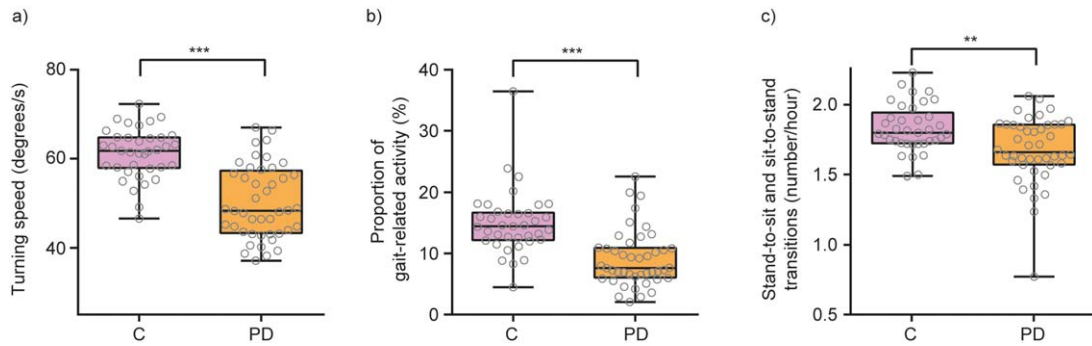 a)
Turning speed (degrees/s)
80
60
40
***
C
PD
b)
Proportion of
gait-related activity (%)
40
30
20
10
0
***
C
PD
c)
Stand-to-sit and sit-to-stand
transitions (number/hour)
2.0
1.5
1.0
0.5
**
C
PD